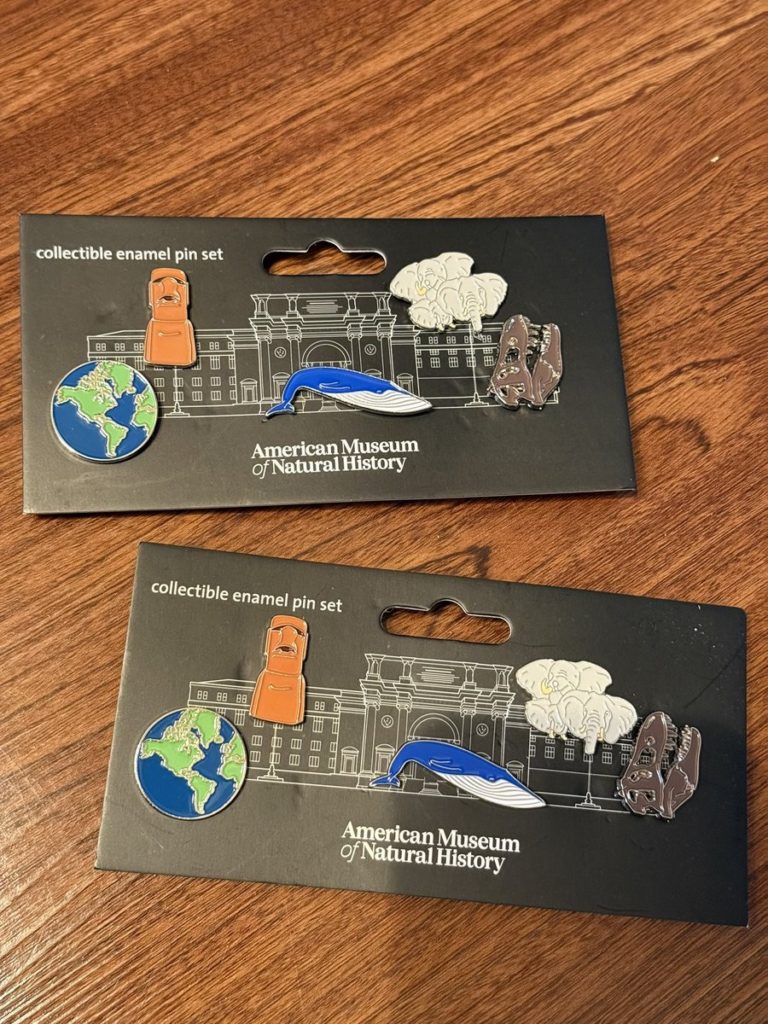 collectible enamel pin set
American Museum
of Natural History
collectible enamel pin set
American Museum
of Natural History